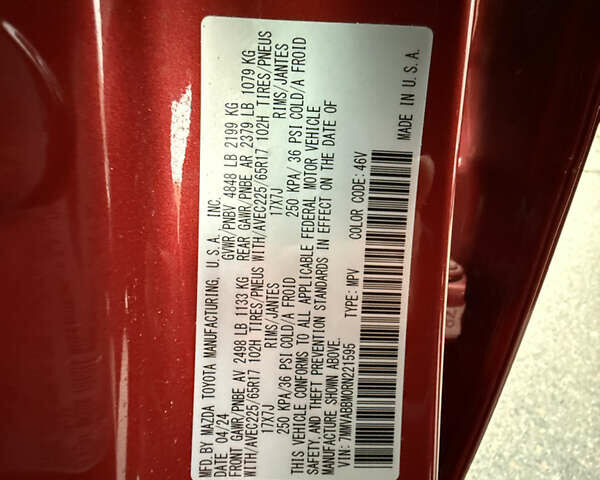 MFD.BY MAZDA TOYOTA MANUFACTURING, U.S.A. INC.
DATE 04/24 GVWR/PNBV 4848 LB 2199 KG
FRONT GAWR/PNBE AV 2498 LB 1133 KG REAR GAWR/PNBE AR 2379 LB 1079 KG
WITH/AVEC225/65R17 102H TIRES/PNEUS WITH/AVEC225/65R17 102H TIRES/PNEUS
17X7J RIMS/JANTES 17X7J RIMS/JANTES
250 KPA/36 PSI COLD/A FROID 250 KPA/36 PSI COLD/A FROID
THIS VEHICLE CONFORMS TO ALL APPLICABLE FEDERAL MOTOR VEHICLE
SAFETY,AND THEFT PREVENTION STANDARDS IN EFFECT ON THE DATE OF
MANUFACTURE SHOWN ABOVE.
VIN: 7MMVABBM0RN221595 TYPE: MPV COLOR CODE:46V
MADE IN U.S.A.